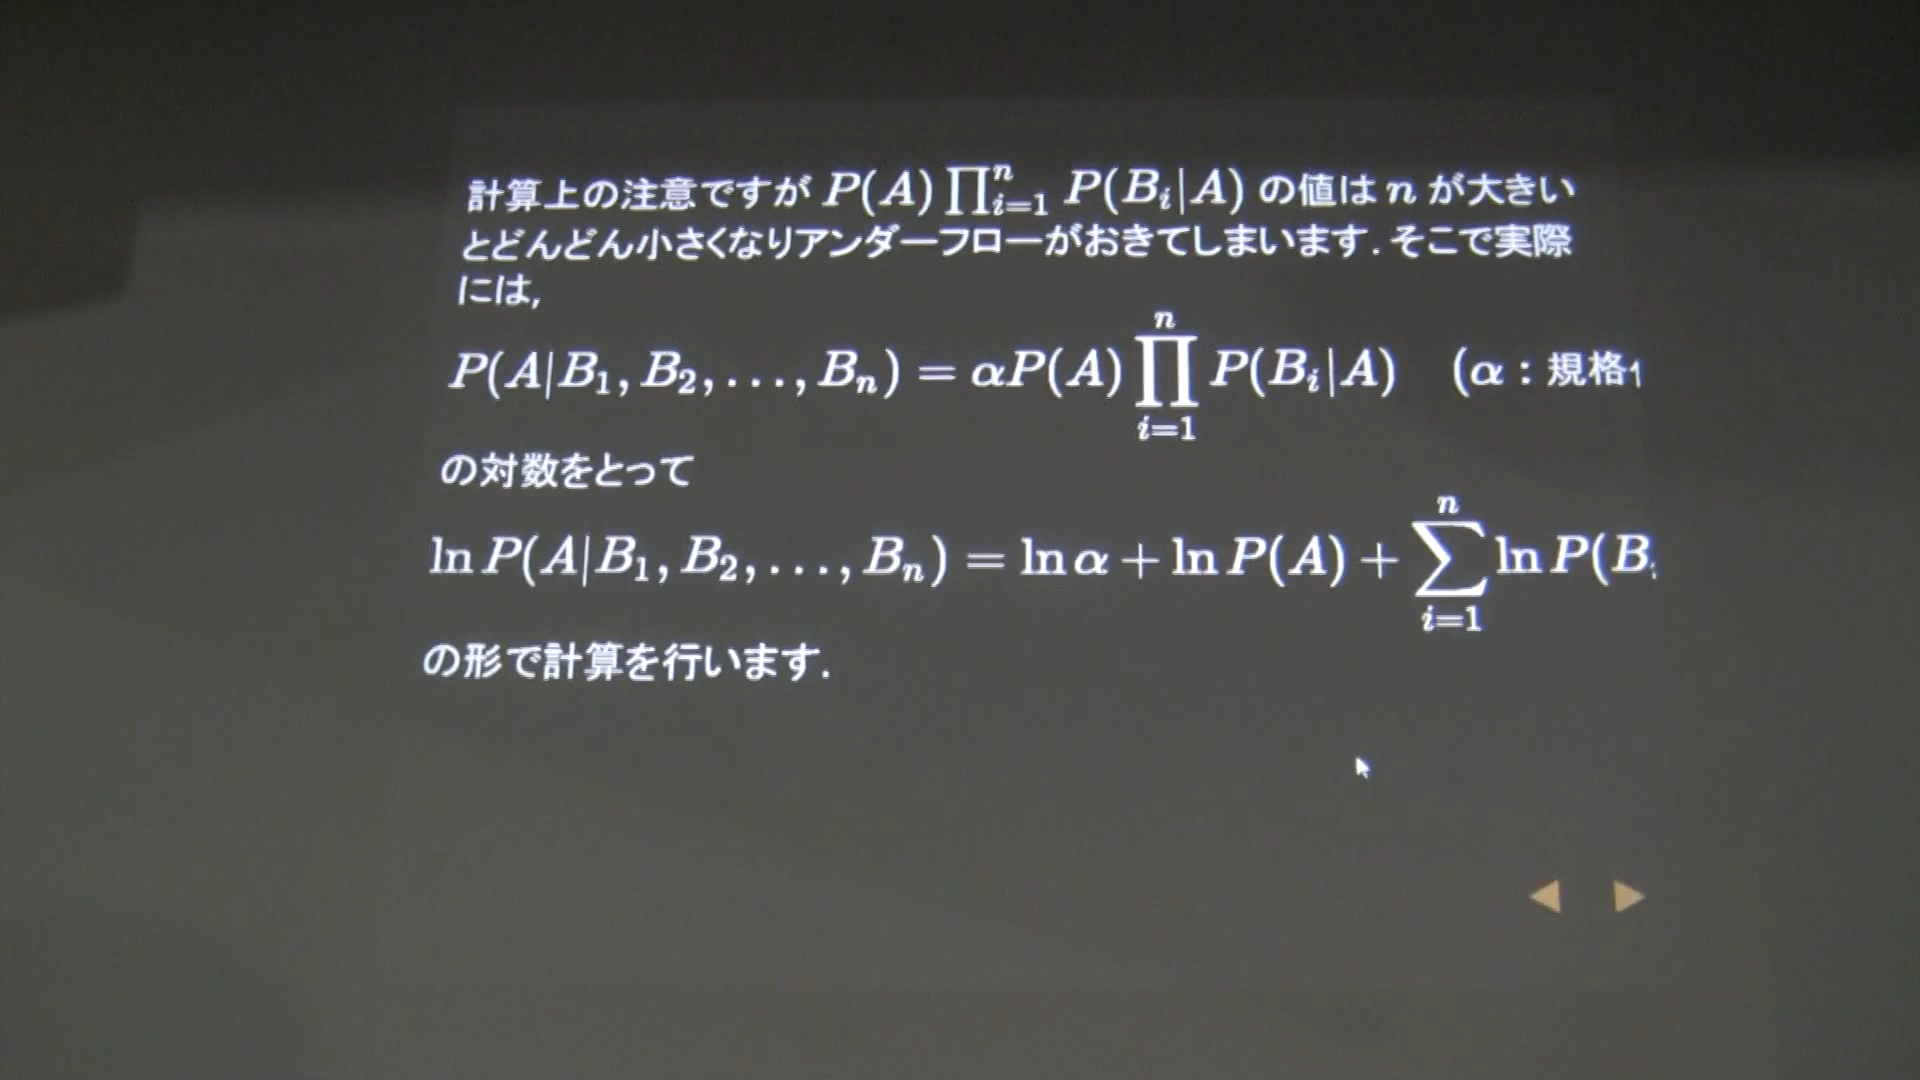 計算上の注意ですが P(A) ∏_{i=1}^{n} P(B_i|A) の値は n が大きい
とどんどん小さくなりアンダーフローがおきてしまいます. そこで実際
には,
P(A|B_1, B_2, ..., B_n) = αP(A) ∏_{i=1}^{n} P(B_i|A) (α : 規格
の対数をとって
ln P(A|B_1, B_2, ..., B_n) = ln α + ln P(A) + ∑_{i=1}^{n} ln P(B
の形で計算を行います.